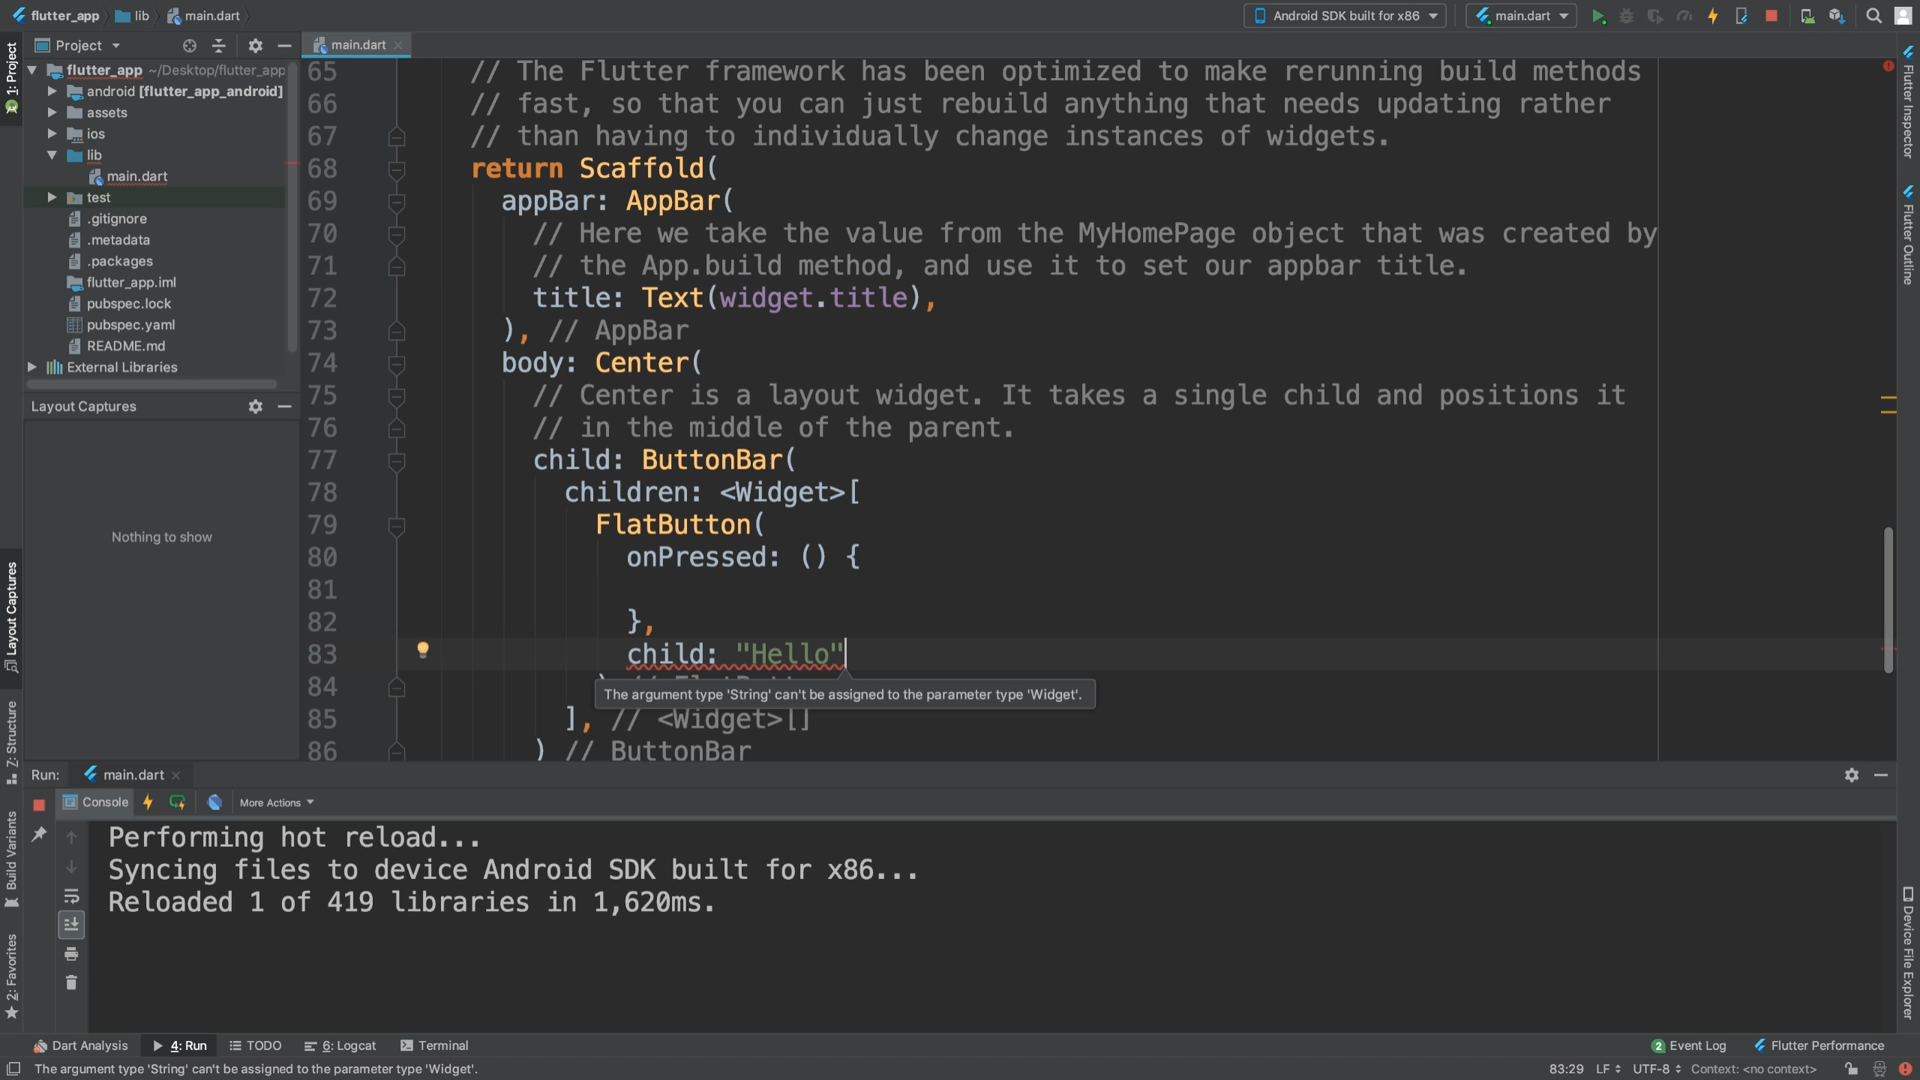 flutter_app
lib
main.dart
Android SDK built for x86
main.dart
1: Project
Project
flutter_app ~/Desktop/flutter_app
android [flutter_app_android]
assets
ios
lib
main.dart
test
.gitignore
.metadata
.packages
flutter_app.iml
pubspec.lock
pubspec.yaml
README.md
External Libraries
Layout Captures
Nothing to show
Layout Captures
Z: Structure
Build Variants
2: Favorites
main.dart
65 // The Flutter framework has been optimized to make rerunning build methods
66 // fast, so that you can just rebuild anything that needs updating rather
67 // than having to individually change instances of widgets.
68 return Scaffold(
69 appBar: AppBar(
70 // Here we take the value from the MyHomePage object that was created by
71 // the App.build method, and use it to set our appbar title.
72 title: Text(widget.title),
73 ), // AppBar
74 body: Center(
75 // Center is a layout widget. It takes a single child and positions it
76 // in the middle of the parent.
77 child: ButtonBar(
78 children: <Widget>[
79 FlatButton(
80 onPressed: () {
81
82 },
83 child: "Hello"
84
The argument type 'String' can't be assigned to the parameter type 'Widget'.
85 ], // <Widget>[]
86 ) // ButtonBar
Flutter Inspector
Flutter Outline
Device File Explorer
Run:
main.dart
Console
More Actions
Performing hot reload...
Syncing files to device Android SDK built for x86...
Reloaded 1 of 419 libraries in 1,620ms.
Dart Analysis
4: Run
TODO
6: Logcat
Terminal
2 Event Log
Flutter Performance
The argument type 'String' can't be assigned to the parameter type 'Widget'.
83:29
LF
UTF-8
Context: <no context>